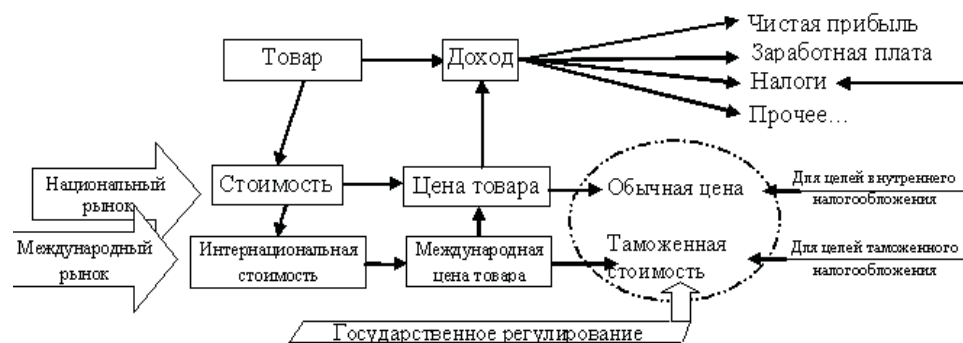 Чистая прибыль
Товар
Доход
Заработная плата
Налоги
Прочее...
Национальный
рынок
Стоимость
Цена товара
Обычная цена
Для целей внутреннего
налогообложения
Международный
рынок
Интернациональная
стоимость
Международная
цена товара
Таможенная
стоимость
Для целей таможенного
налогообложения
Государственное регулирование